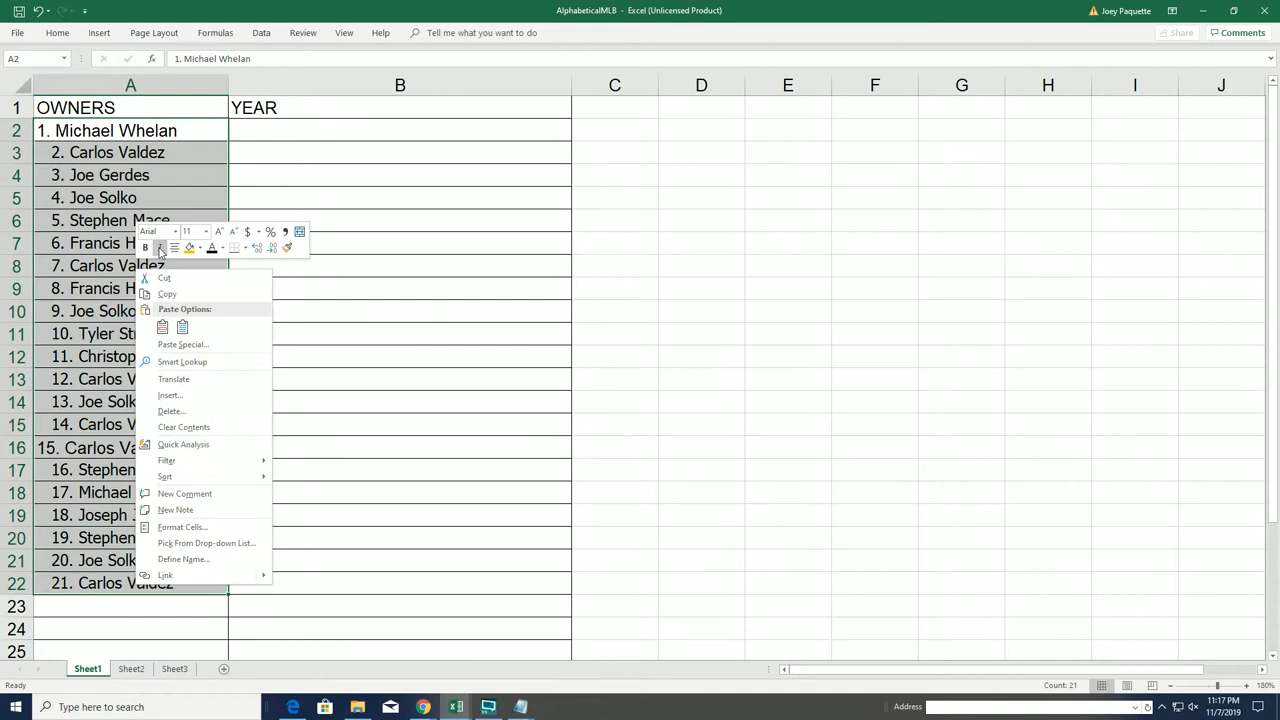 AlphabeticalMLB - Excel (Unlicensed Product)
Joey Paquette
File Home Insert Page Layout Formulas Data Review View Help Tell me what you want to do
Share Comments
A2 1. Michael Whelan
A B C D E F G H I J
1 OWNERS YEAR
2 1. Michael Whelan
3 2. Carlos Valdez
4 3. Joe Gerdes
5 4. Joe Solko
6 5. Stephen Mace
Arial 11 $ %
7 6. Francis H
B
8 7. Carlos Valdez
Cut
9 8. Francis H
Copy
10 9. Joe Solko
Paste Options:
11 10. Tyler Str
Paste Special...
12 11. Christop
Smart Lookup
13 12. Carlos V
Translate
14 13. Joe Solk
Insert...
Delete...
15 14. Carlos V
Clear Contents
16 15. Carlos Va
Quick Analysis
17 16. Stephen
Filter
Sort
18 17. Michael
New Comment
19 18. Joseph J
New Note
20 19. Stephen
Format Cells...
Pick From Drop-down List...
21 20. Joe Solk
Define Name...
22 21. Carlos Valdez
Link
23
24
25
Sheet1 Sheet2 Sheet3
Ready Count: 21 180%
Type here to search Address 11:17 PM
11/7/2019